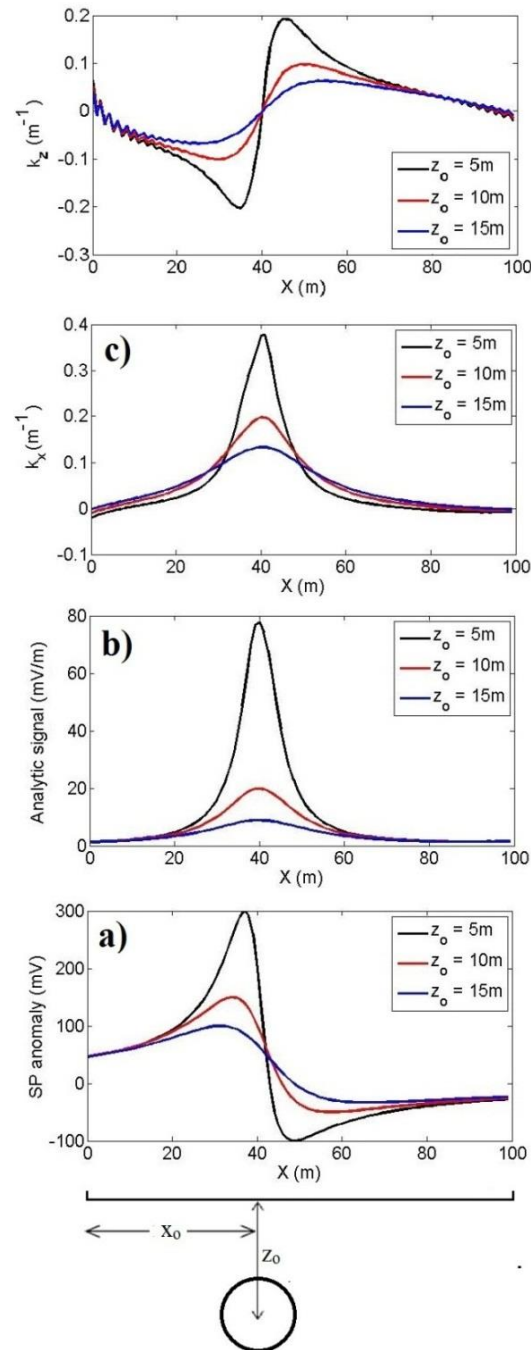 0.2
0.1
0
-0.1
-0.2
-0.3
k_z (m⁻¹)
z_o = 5m
z_o = 10m
z_o = 15m
0 20 40 60 80 100
X (m)
c)
0.4
0.3
0.2
0.1
0
-0.1
k_x (m⁻¹)
z_o = 5m
z_o = 10m
z_o = 15m
0 20 40 60 80 100
X (m)
b)
80
60
40
20
0
Analytic signal (mV/m)
z_o = 5m
z_o = 10m
z_o = 15m
0 20 40 60 80 100
X (m)
a)
300
200
100
0
-100
SP anomaly (mV)
z_o = 5m
z_o = 10m
z_o = 15m
0 20 40 60 80 100
X (m)
x_o
z_o